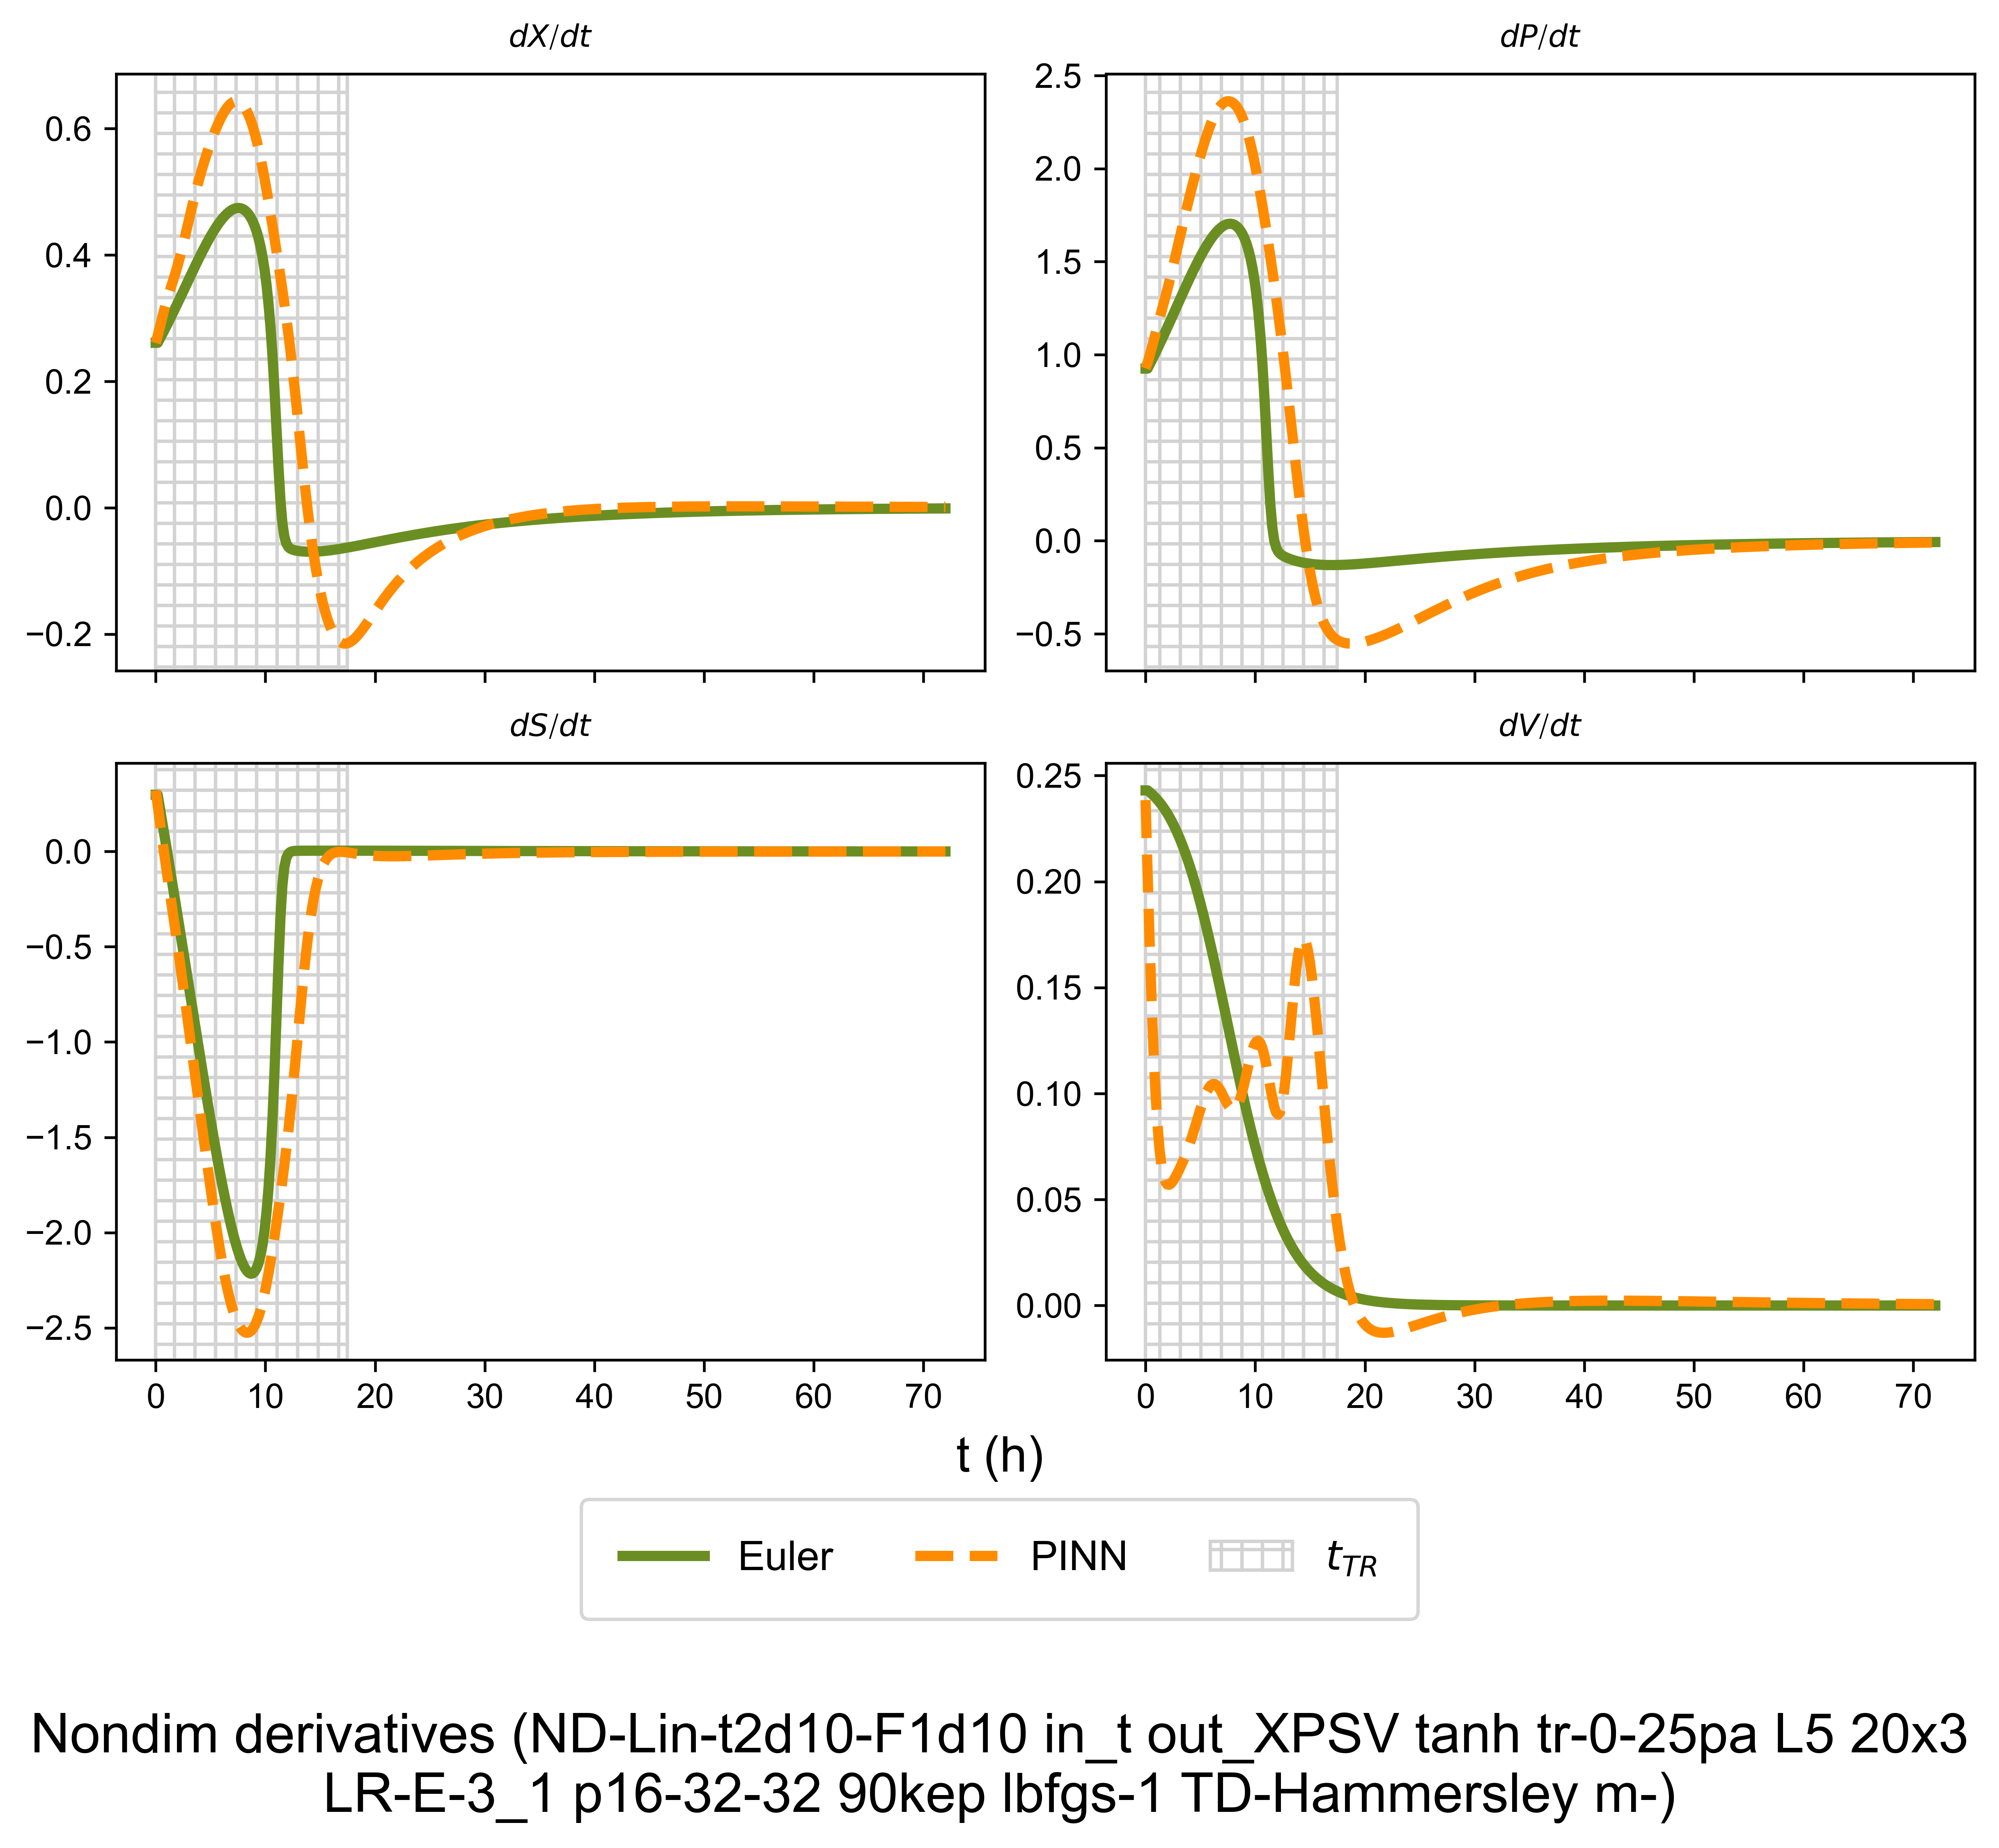 dX/dt
dP/dt
0.6
0.4
0.2
0.0
−0.2
2.5
2.0
1.5
1.0
0.5
0.0
−0.5
dS/dt
dV/dt
0.0
−0.5
−1.0
−1.5
−2.0
−2.5
0 10 20 30 40 50 60 70
0.25
0.20
0.15
0.10
0.05
0.00
0 10 20 30 40 50 60 70
t (h)
Euler PINN t_TR
Nondim derivatives (ND-Lin-t2d10-F1d10 in_t out_XPSV tanh tr-0-25pa L5 20x3
LR-E-3_1 p16-32-32 90kep lbfgs-1 TD-Hammersley m-)